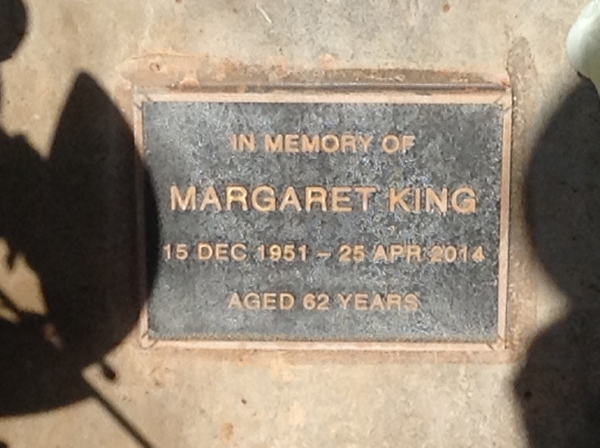 IN MEMORY OF
MARGARET KING
15 DEC 1951 – 25 APR 2014
AGED 62 YEARS